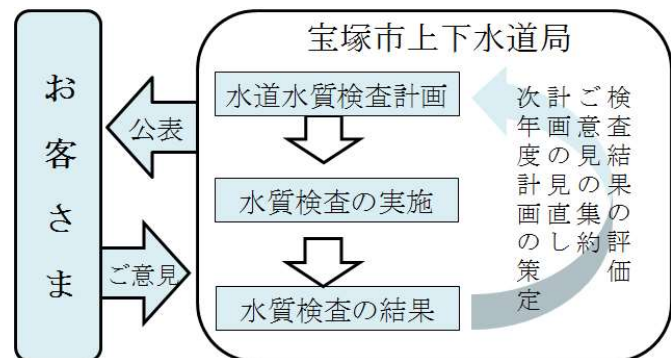 お客さま
公表
ご意見
宝塚市上下水道局
水道水質検査計画
水質検査の実施
水質検査の結果
検査結果の評価
ご意見の集約
計画の見直し
次年度計画の策定